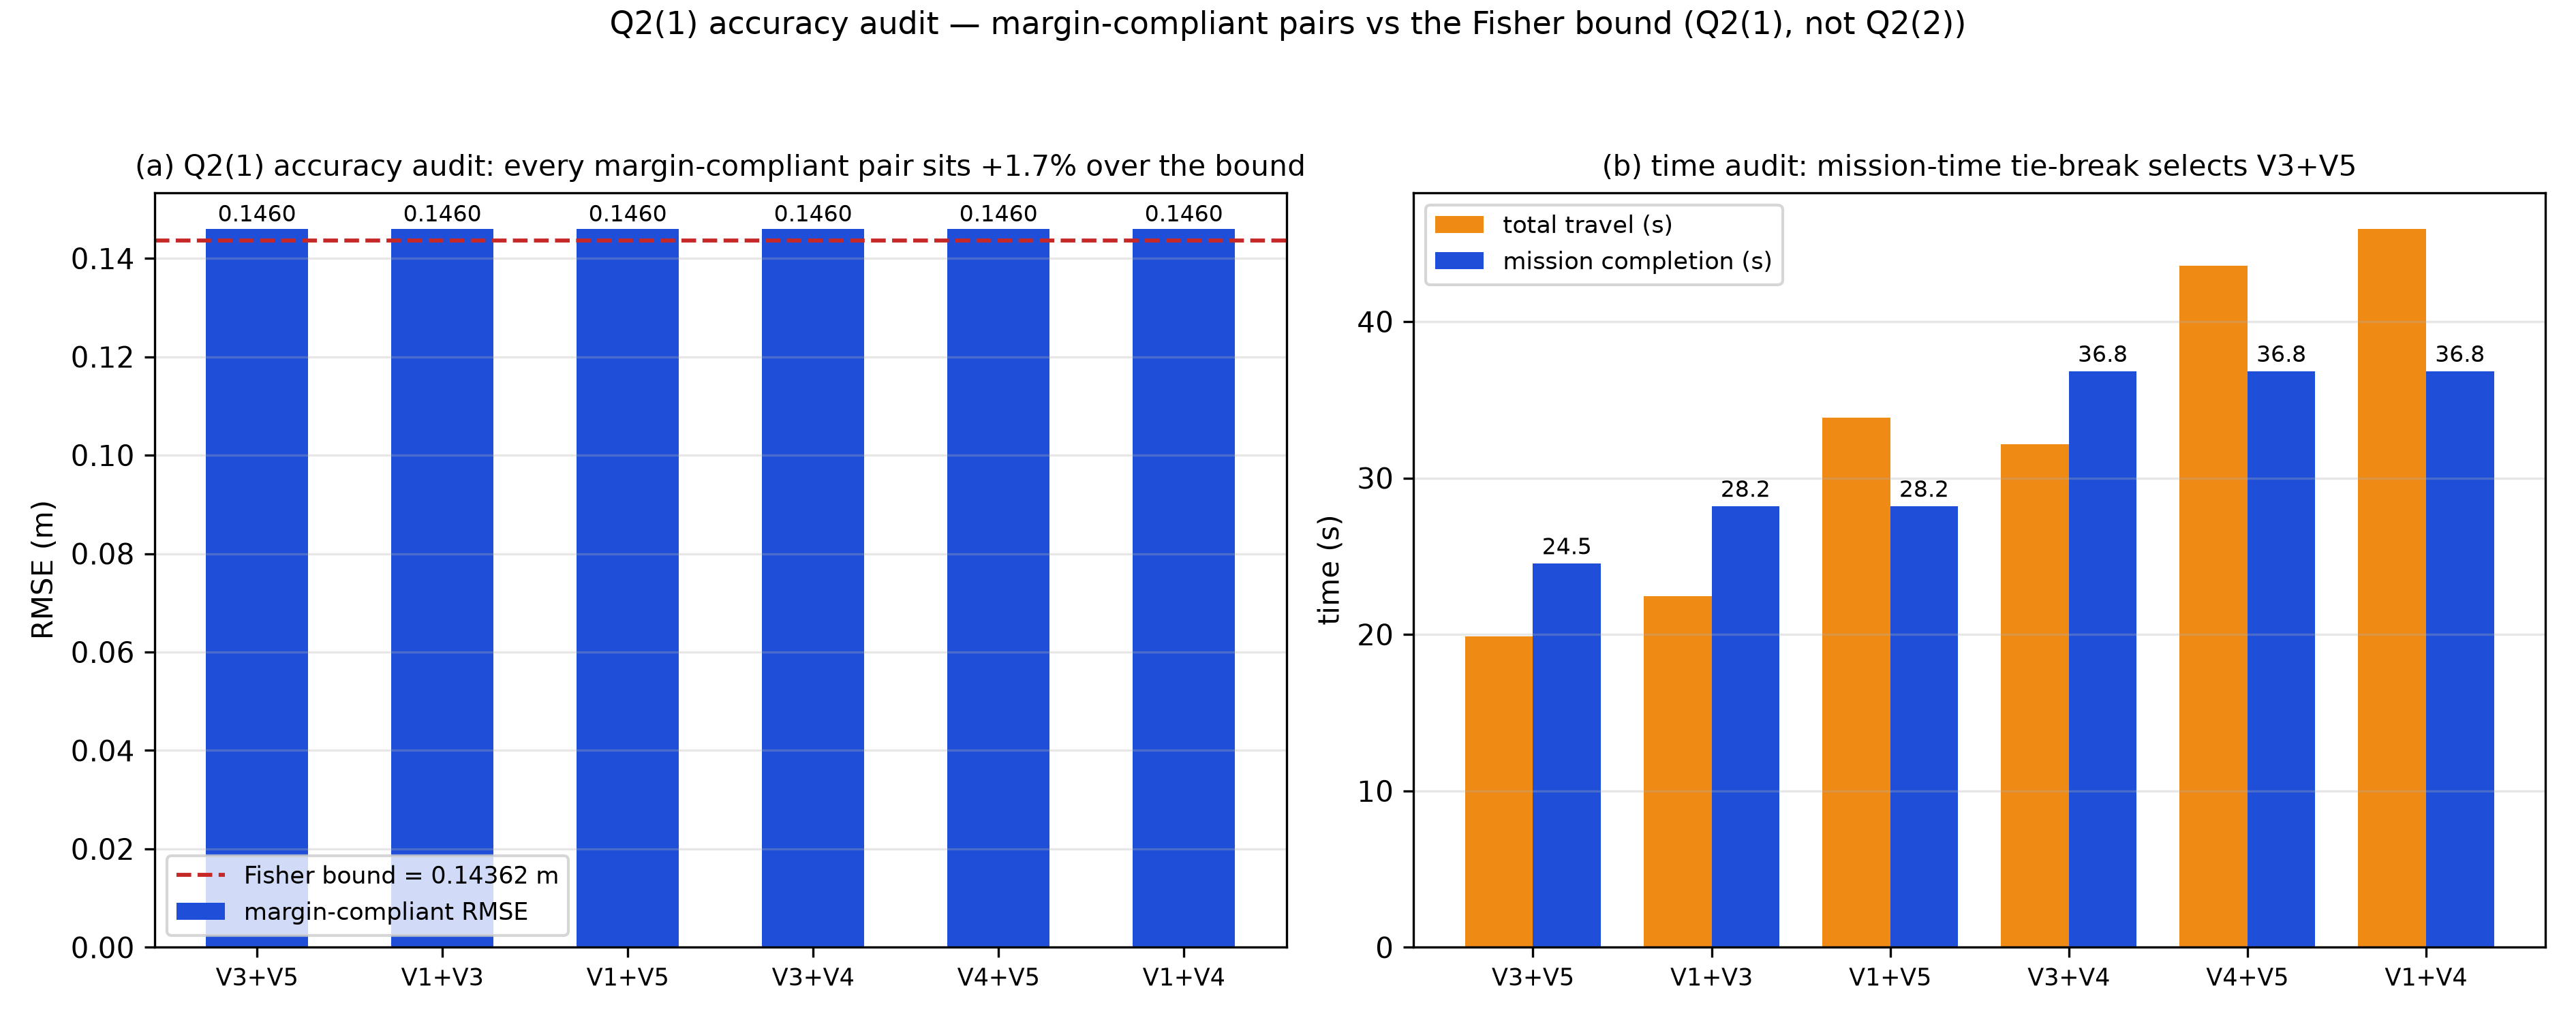 Q2(1) accuracy audit — margin-compliant pairs vs the Fisher bound (Q2(1), not Q2(2))
(a) Q2(1) accuracy audit: every margin-compliant pair sits +1.7% over the bound
0.1460 0.1460 0.1460 0.1460 0.1460 0.1460
0.14
0.12
0.10
0.08
0.06
0.04
0.02
0.00
RMSE (m)
Fisher bound = 0.14362 m
margin-compliant RMSE
V3+V5 V1+V3 V1+V5 V3+V4 V4+V5 V1+V4
(b) time audit: mission-time tie-break selects V3+V5
total travel (s)
mission completion (s)
40
30
20
10
0
time (s)
24.5 28.2 28.2 36.8 36.8 36.8
V3+V5 V1+V3 V1+V5 V3+V4 V4+V5 V1+V4